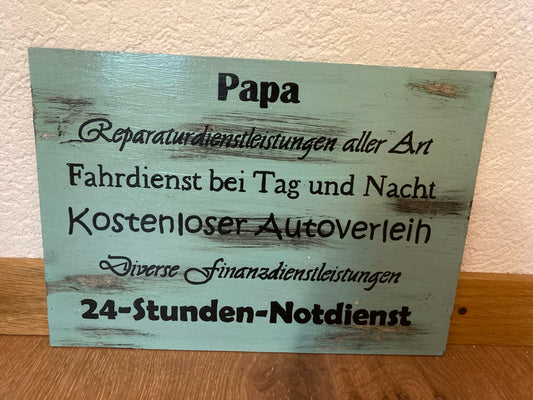 Papa
Reparaturdienstleistungen aller Art
Fahrdienst bei Tag und Nacht
Kostenloser Autoverleih
Diverse Finanzdienstleistungen
24-Stunden-Notdienst